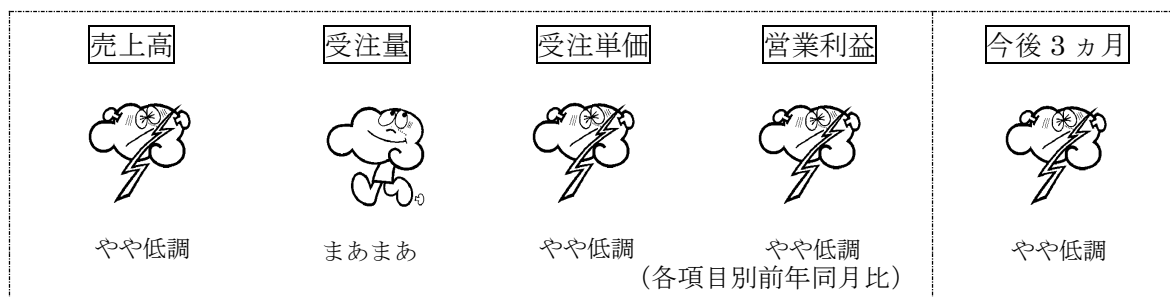 売上高 受注量 受注単価 営業利益 今後3ヵ月
やや低調 まあまあ やや低調 やや低調 やや低調
(各項目別前年同月比)